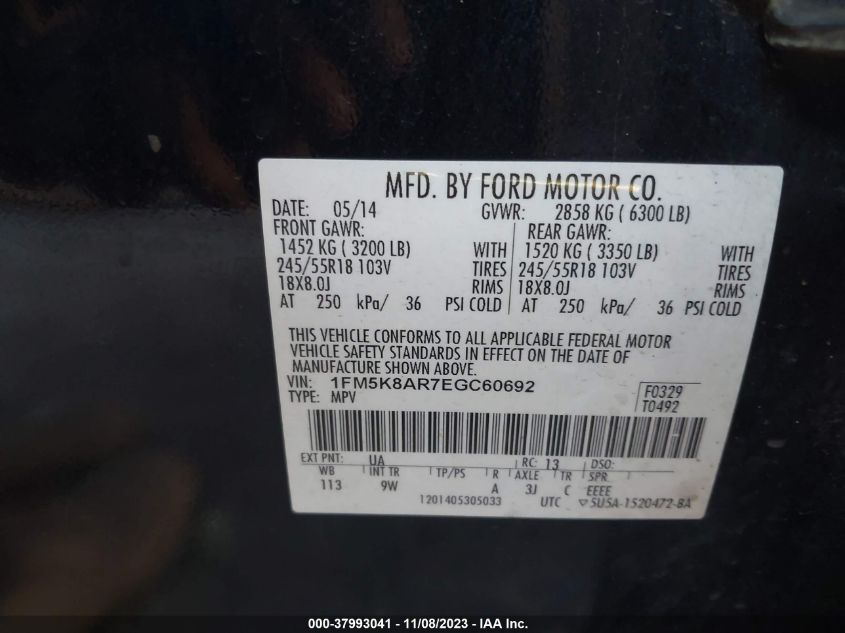 MFD. BY FORD MOTOR CO.
DATE: 05/14 GVWR: 2858 KG ( 6300 LB)
FRONT GAWR: REAR GAWR:
1452 KG ( 3200 LB) WITH 1520 KG ( 3350 LB) WITH
245/55R18 103V TIRES 245/55R18 103V TIRES
18X8.0J RIMS 18X8.0J RIMS
AT 250 kPa/ 36 PSI COLD AT 250 kPa/ 36 PSI COLD
THIS VEHICLE CONFORMS TO ALL APPLICABLE FEDERAL MOTOR
VEHICLE SAFETY STANDARDS IN EFFECT ON THE DATE OF
MANUFACTURE SHOWN ABOVE.
VIN: 1FM5K8AR7EGC60692 F0329
TYPE: MPV T0492
EXT PNT: UA RC: 13 DSO:
WB INT TR TP/PS R AXLE TR SPR
113 9W A 3J C EEEE
1201405305033 UTC ▽5U5A-1520472-BA
000-37993041 - 11/08/2023 - IAA Inc.